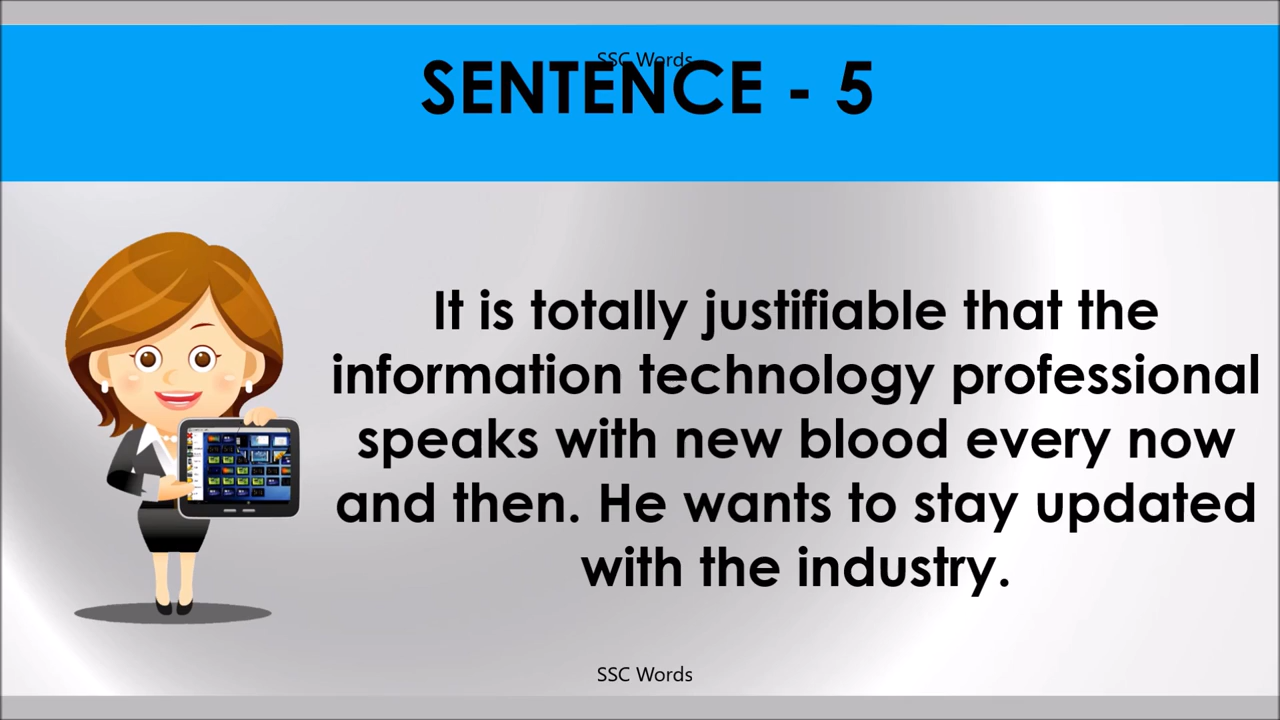 SSC Words
SENTENCE - 5
It is totally justifiable that the
information technology professional
speaks with new blood every now
and then. He wants to stay updated
with the industry.
SSC Words